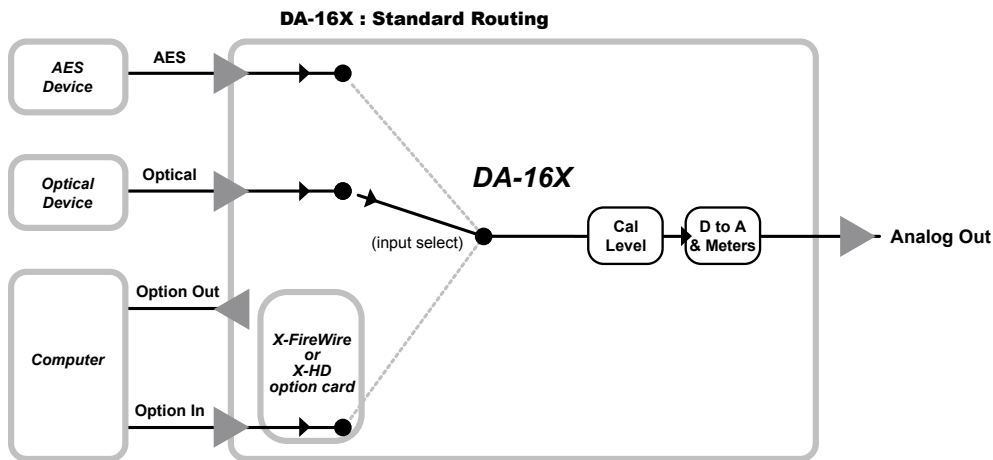 DA-16X : Standard Routing
AES
Device
AES
Optical
Device
Optical
DA-16X
(input select)
Cal
Level
D to A
& Meters
Analog Out
Option Out
Computer
X-FireWire
or
X-HD
option card
Option In